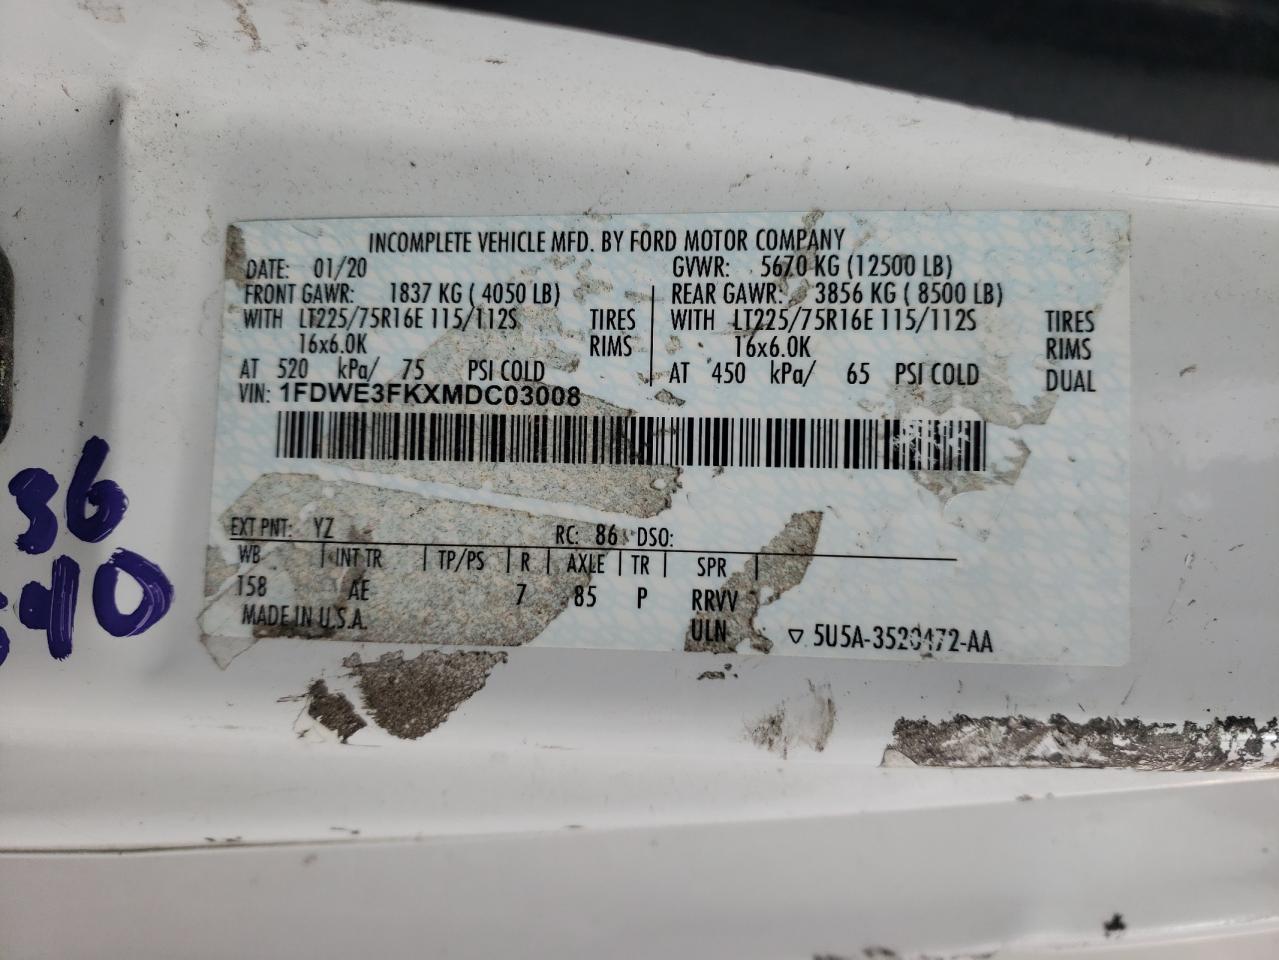 INCOMPLETE VEHICLE MFD. BY FORD MOTOR COMPANY
DATE: 01/20 GVWR: 5670 KG (12500 LB)
FRONT GAWR: 1837 KG ( 4050 LB) REAR GAWR: 3856 KG ( 8500 LB)
WITH LT225/75R16E 115/112S TIRES WITH LT225/75R16E 115/112S TIRES
16x6.0K RIMS 16x6.0K RIMS
AT 520 kPa/ 75 PSI COLD AT 450 kPa/ 65 PSI COLD DUAL
VIN: 1FDWE3FKXMDC03008
EXT PNT: YZ RC: 86 DSO:
WB INT TR TP/PS R AXLE TR SPR
158 AE 7 85 P RRVV
MADE IN U.S.A. ULN 5U5A-3520472-AA
36